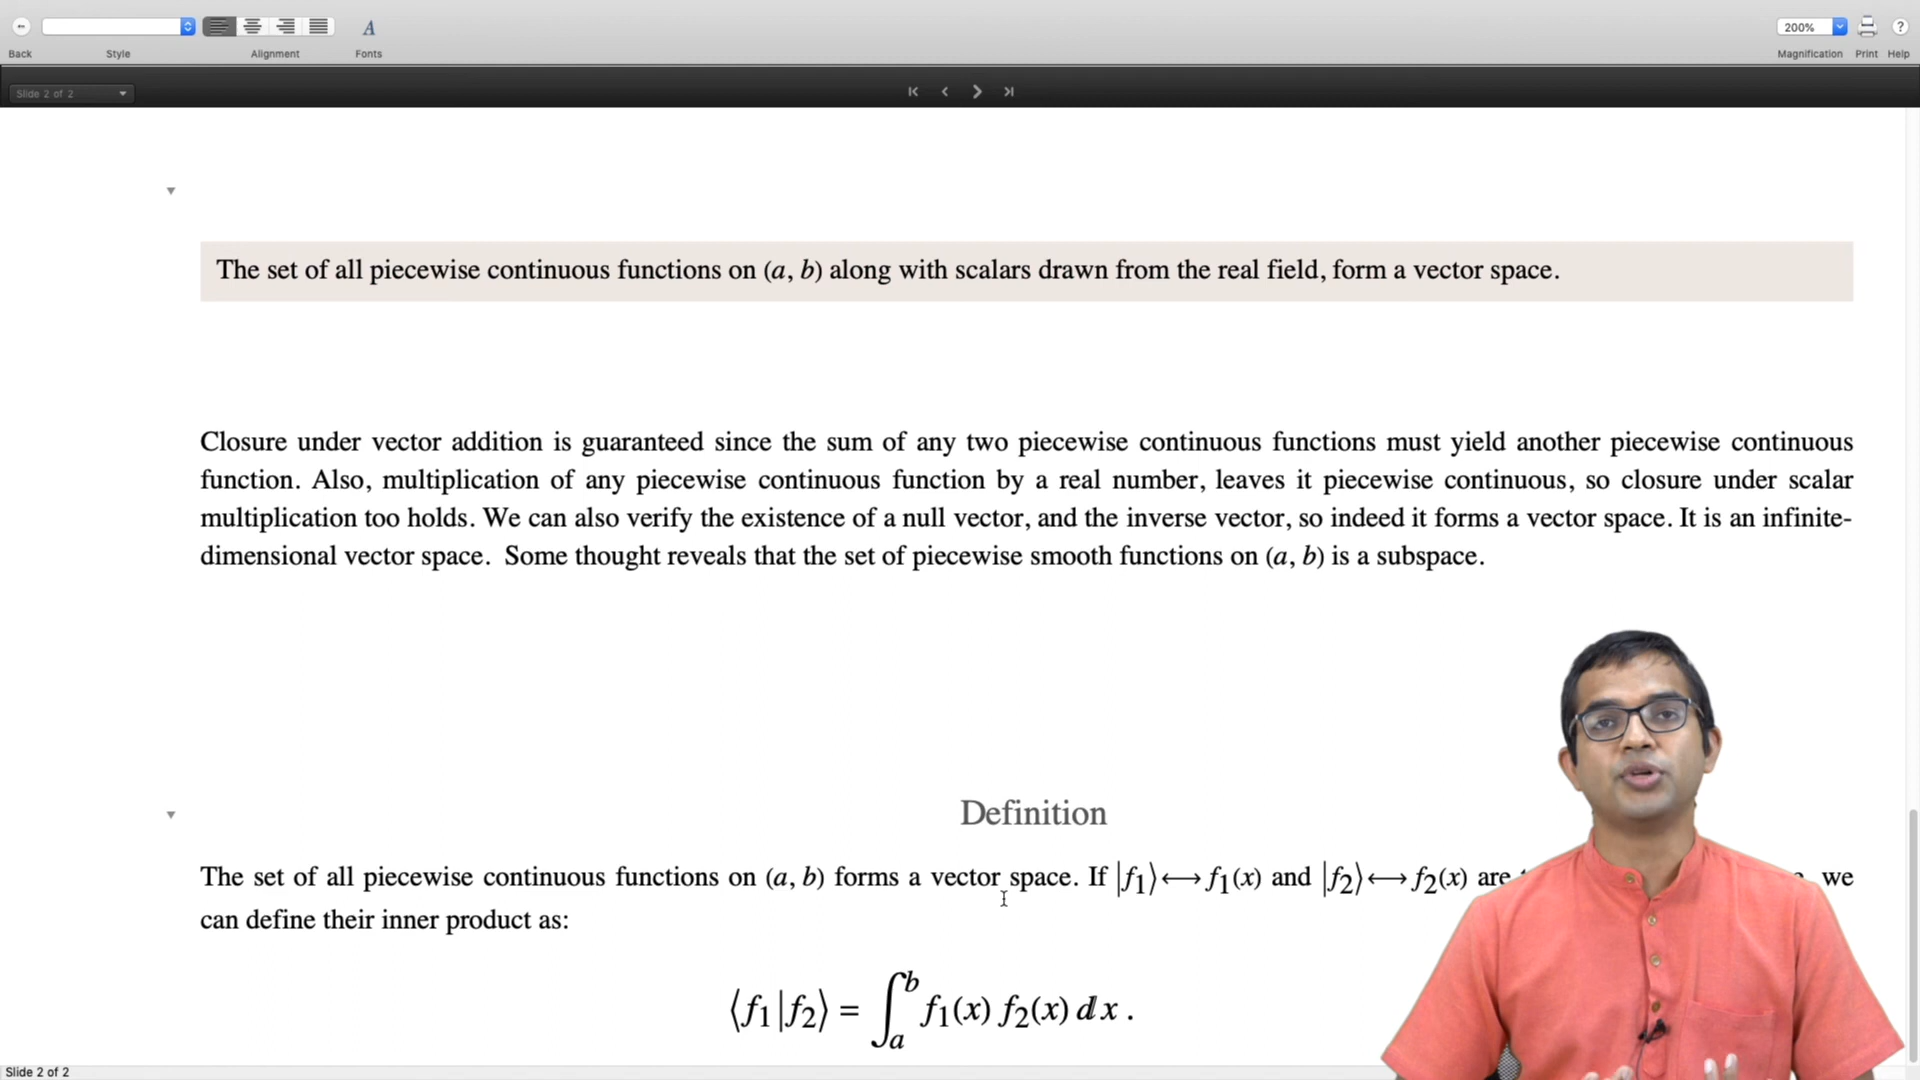 200%
Back Style Alignment Fonts Magnification Print Help
Slide 2 of 2
The set of all piecewise continuous functions on (a, b) along with scalars drawn from the real field, form a vector space.
Closure under vector addition is guaranteed since the sum of any two piecewise continuous functions must yield another piecewise continuous
function. Also, multiplication of any piecewise continuous function by a real number, leaves it piecewise continuous, so closure under scalar
multiplication too holds. We can also verify the existence of a null vector, and the inverse vector, so indeed it forms a vector space. It is an infinite-
dimensional vector space. Some thought reveals that the set of piecewise smooth functions on (a, b) is a subspace.
Definition
The set of all piecewise continuous functions on (a, b) forms a vector space. If |f₁⟩⟷f₁(x) and |f₂⟩⟷f₂(x) are we
can define their inner product as:
⟨f₁|f₂⟩ = ∫ₐᵇ f₁(x) f₂(x) dx .
Slide 2 of 2